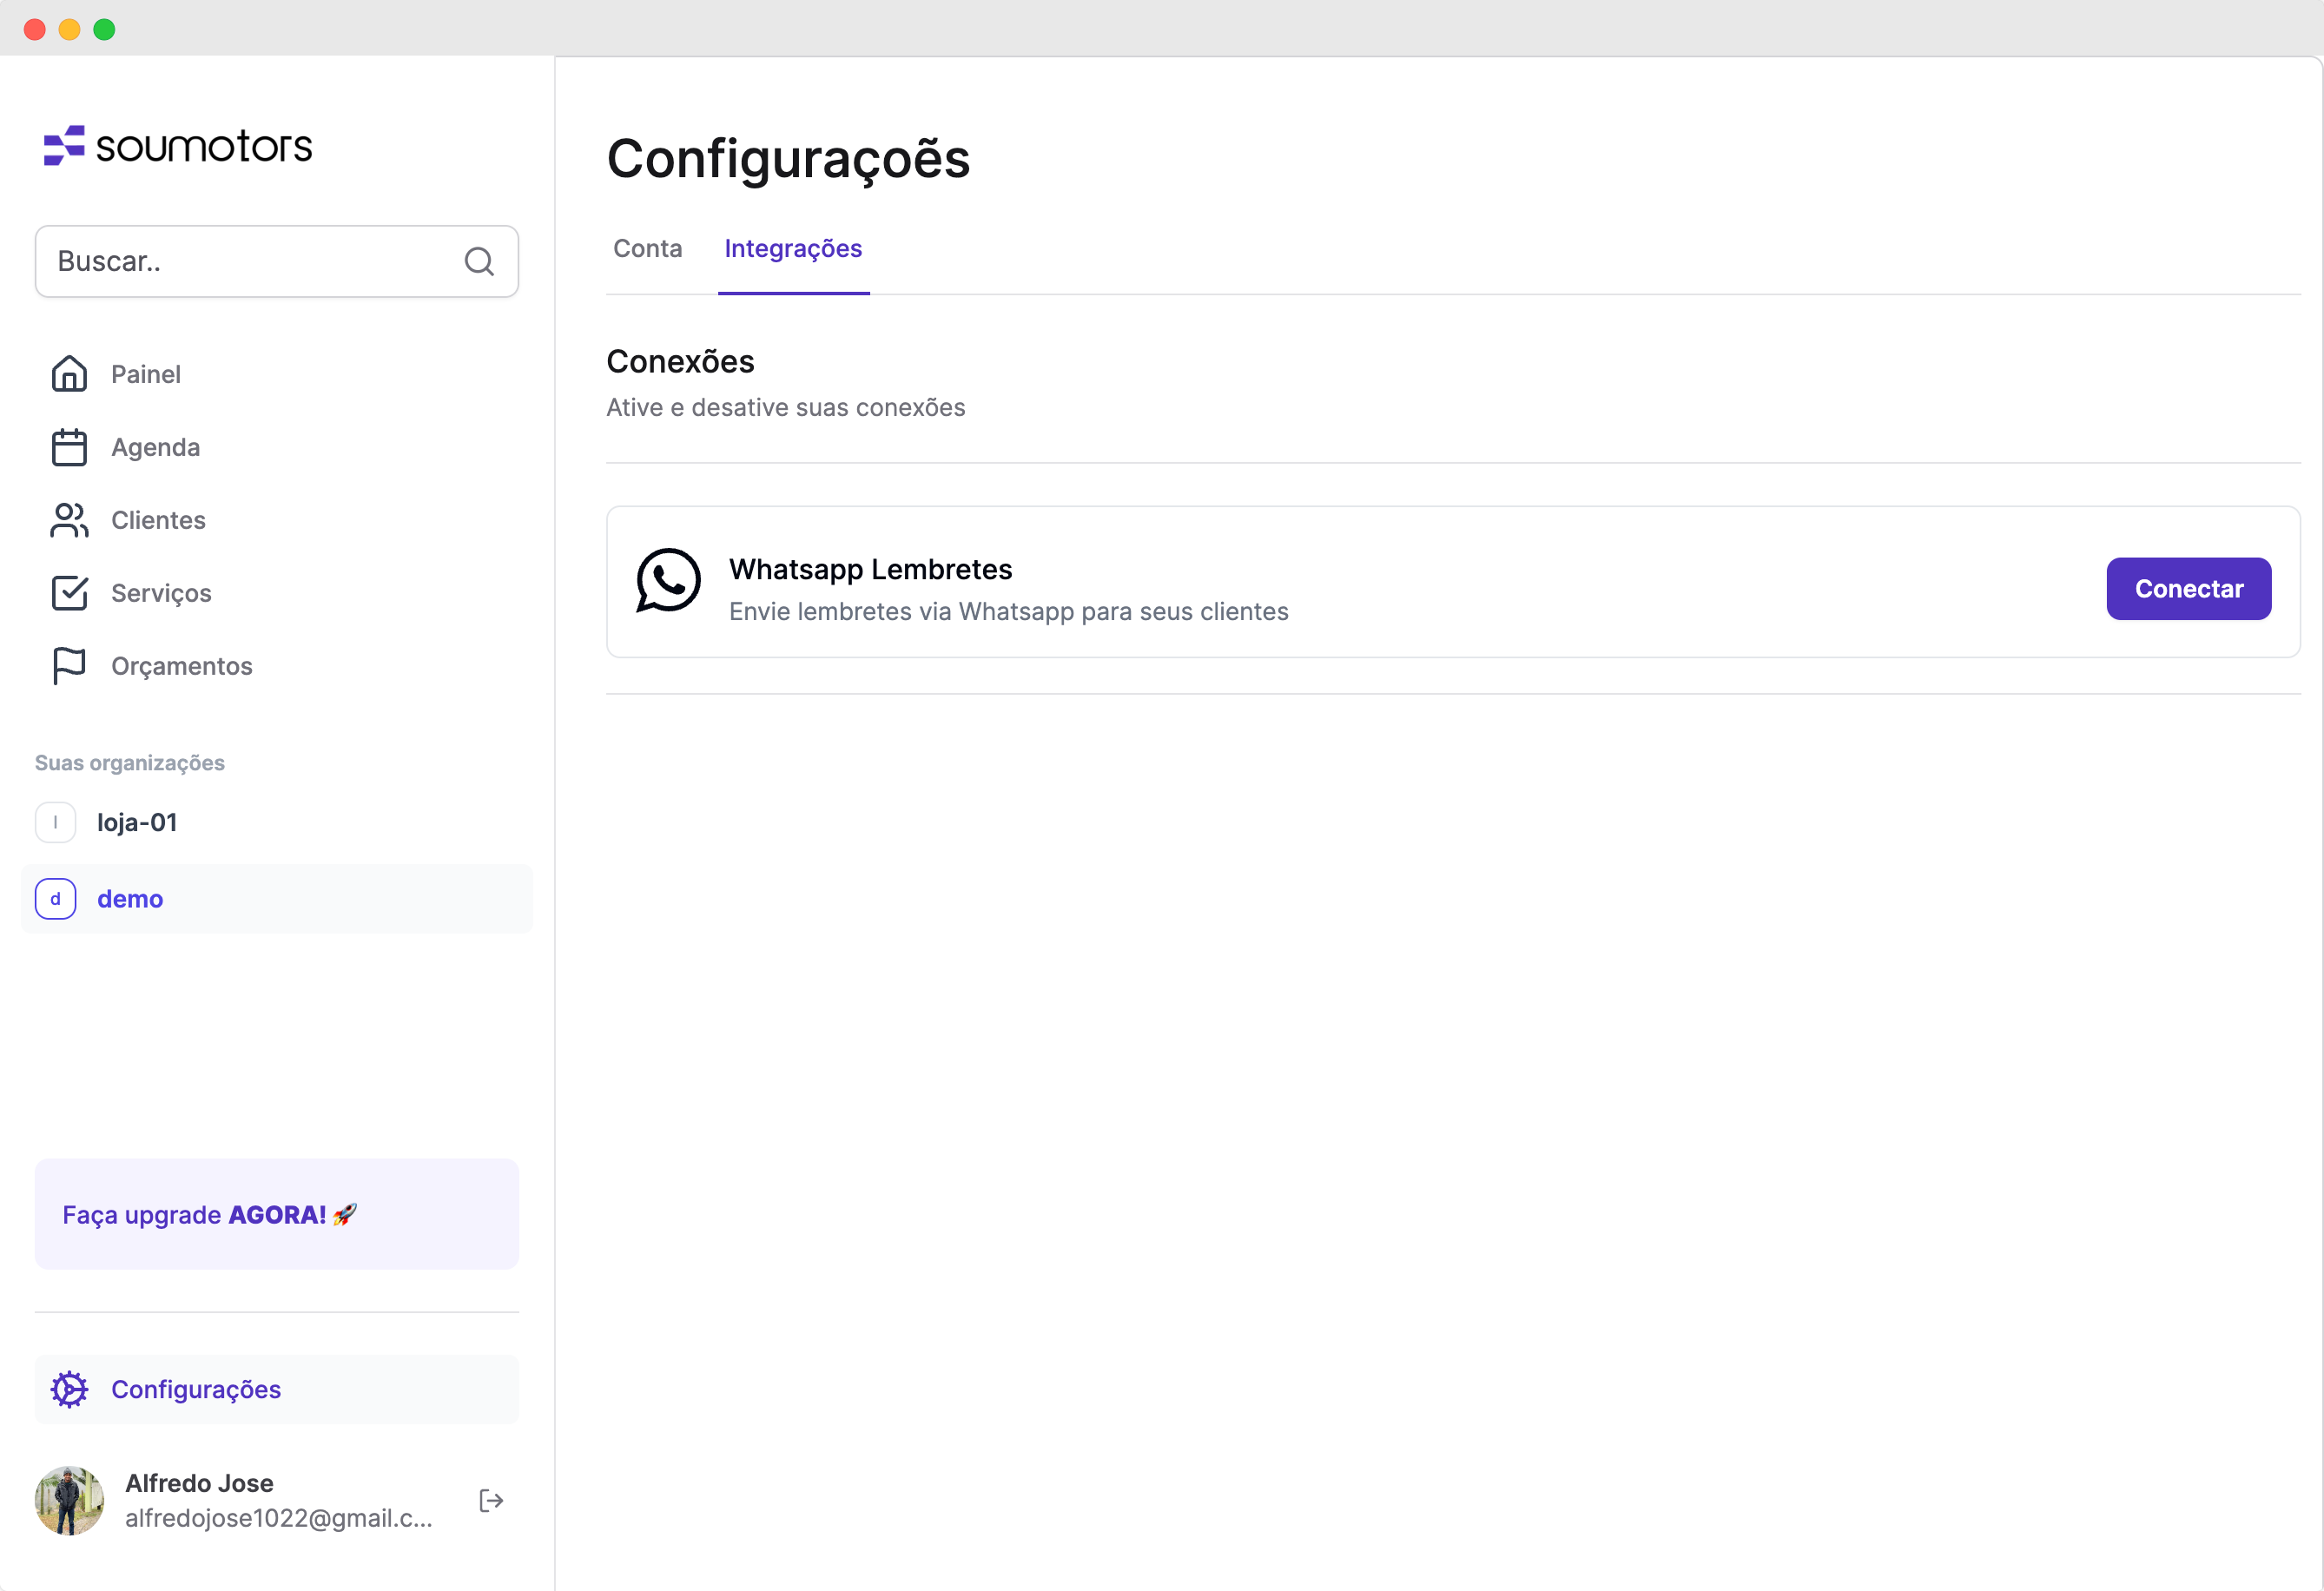 soumotors
Buscar..
Painel
Agenda
Clientes
Serviços
Orçamentos
Suas organizações
l loja-01
d demo
Faça upgrade AGORA! 🚀
Configurações
Alfredo Jose
alfredojose1022@gmail.c...
Configuraçoẽs
Conta Integrações
Conexões
Ative e desative suas conexões
Whatsapp Lembretes
Envie lembretes via Whatsapp para seus clientes
Conectar